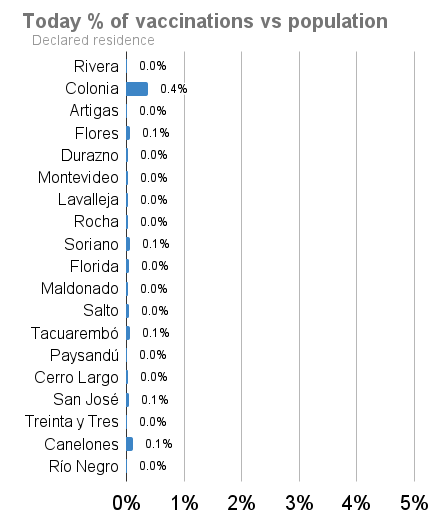 Today % of vaccinations vs population
Declared residence
Rivera 0.0%
Colonia 0.4%
Artigas 0.0%
Flores 0.1%
Durazno 0.0%
Montevideo 0.0%
Lavalleja 0.0%
Rocha 0.0%
Soriano 0.1%
Florida 0.0%
Maldonado 0.0%
Salto 0.0%
Tacuarembó 0.1%
Paysandú 0.0%
Cerro Largo 0.0%
San José 0.1%
Treinta y Tres 0.0%
Canelones 0.1%
Río Negro 0.0%
0% 1% 2% 3% 4% 5%